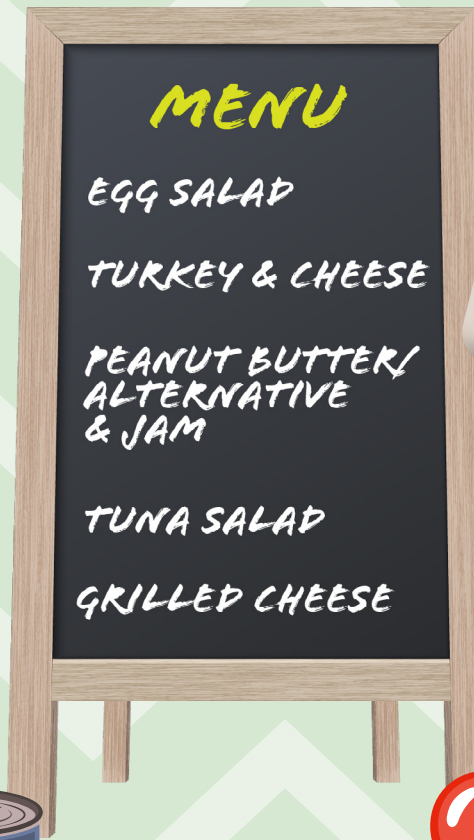 MENU
EGG SALAD
TURKEY & CHEESE
PEANUT BUTTER/
ALTERNATIVE
& JAM
TUNA SALAD
GRILLED CHEESE